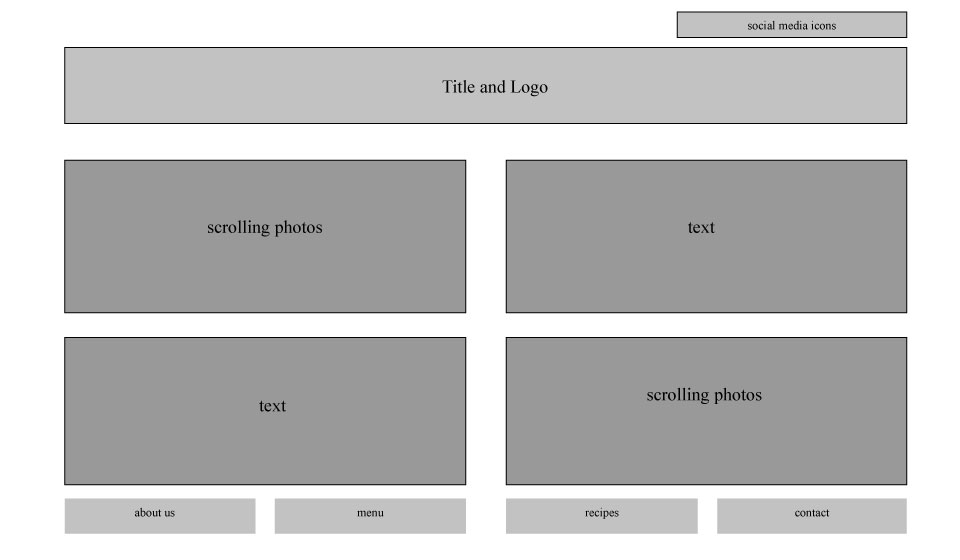 social media icons
Title and Logo
scrolling photos
text
text
scrolling photos
about us
menu
recipes
contact